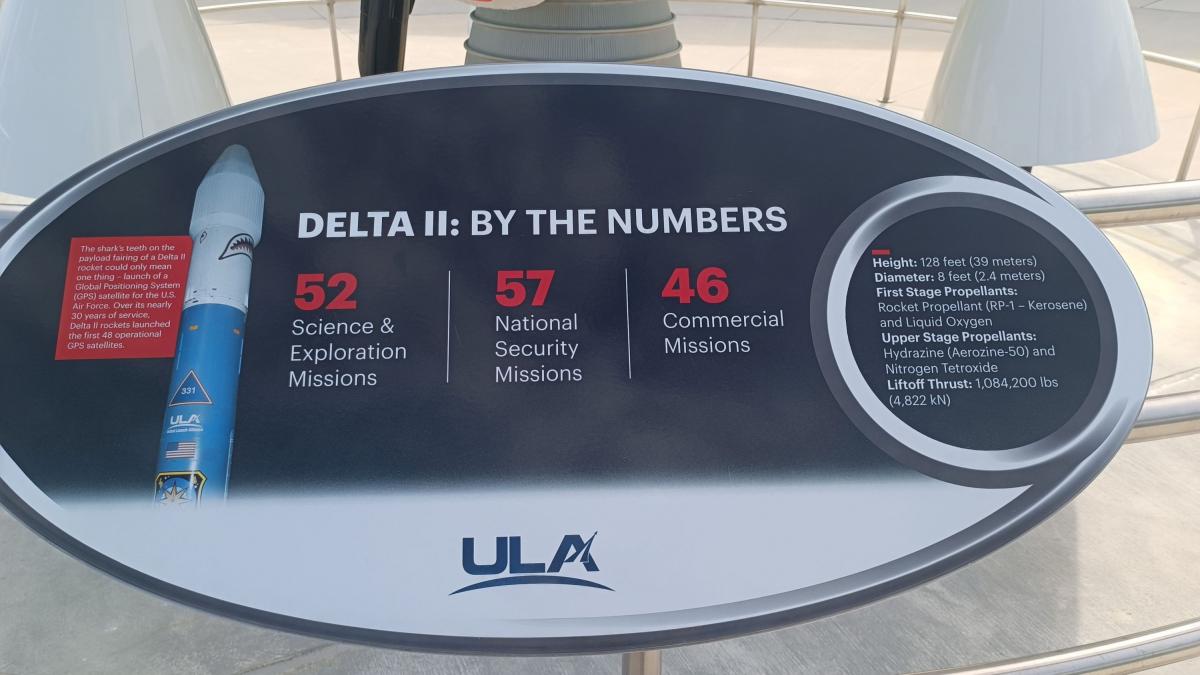 DELTA II: BY THE NUMBERS
The shark's teeth on the
payload fairing of a Delta II
rocket could only mean
one thing – launch of a
Global Positioning System
(GPS) satellite for the U.S.
Air Force. Over its nearly
30 years of service,
Delta II rockets launched
the first 48 operational
GPS satellites.
331
ULA
52
Science &
Exploration
Missions
57
National
Security
Missions
46
Commercial
Missions
Height: 128 feet (39 meters)
Diameter: 8 feet (2.4 meters)
First Stage Propellants:
Rocket Propellant (RP-1 – Kerosene)
and Liquid Oxygen
Upper Stage Propellants:
Hydrazine (Aerozine-50) and
Nitrogen Tetroxide
Liftoff Thrust: 1,084,200 lbs
(4,822 kN)
ULA